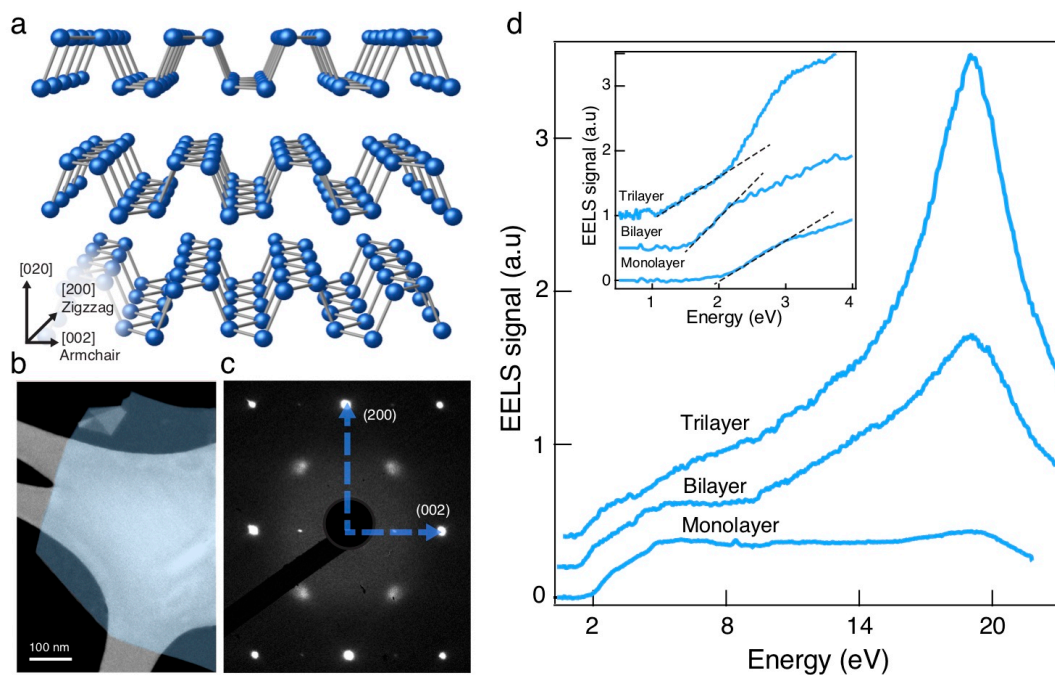 a
[020]
[200]
Zigzzag
[002]
Armchair
b
100 nm
c
(200)
(002)
d
EELS signal (a.u)
3
2
1
0
2
8
14
20
Energy (eV)
Trilayer
Bilayer
Monolayer
EELS signal (a.u)
3
2
1
0
1
2
3
4
Energy (eV)
Trilayer
Bilayer
Monolayer